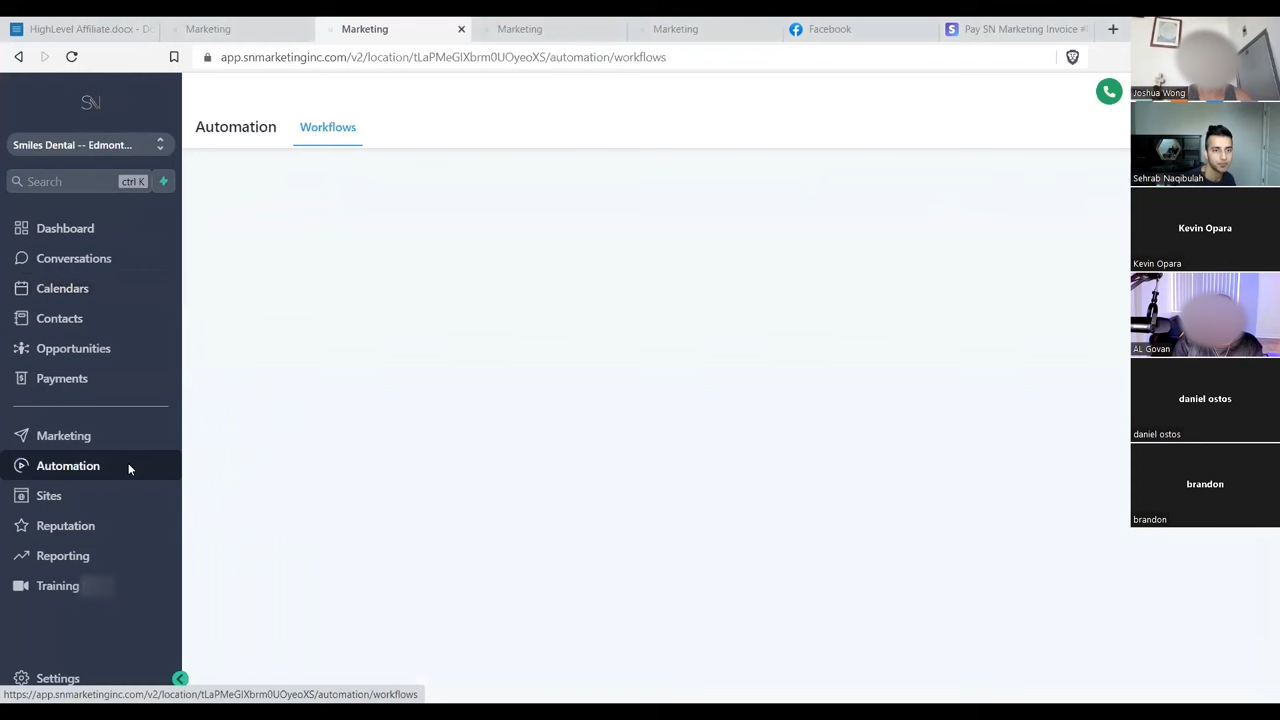 HighLevel Affiliate.docx - D
Marketing
Marketing
Marketing
Marketing
Facebook
Pay SN Marketing Invoice #
app.snmarketinginc.com/v2/location/tLaPMeGlXbrm0UOyeoXS/automation/workflows
SN
Smiles Dental -- Edmont...
Search
ctrl K
Dashboard
Conversations
Calendars
Contacts
Opportunities
Payments
Marketing
Automation
Sites
Reputation
Reporting
Training
Settings
https://app.snmarketinginc.com/v2/location/tLaPMeGlXbrm0UOyeoXS/automation/workflows
Automation
Workflows
Joshua Wong
Sehrab Naqibulah
Kevin Opara
Kevin Opara
AL Govan
daniel ostos
daniel ostos
brandon
brandon